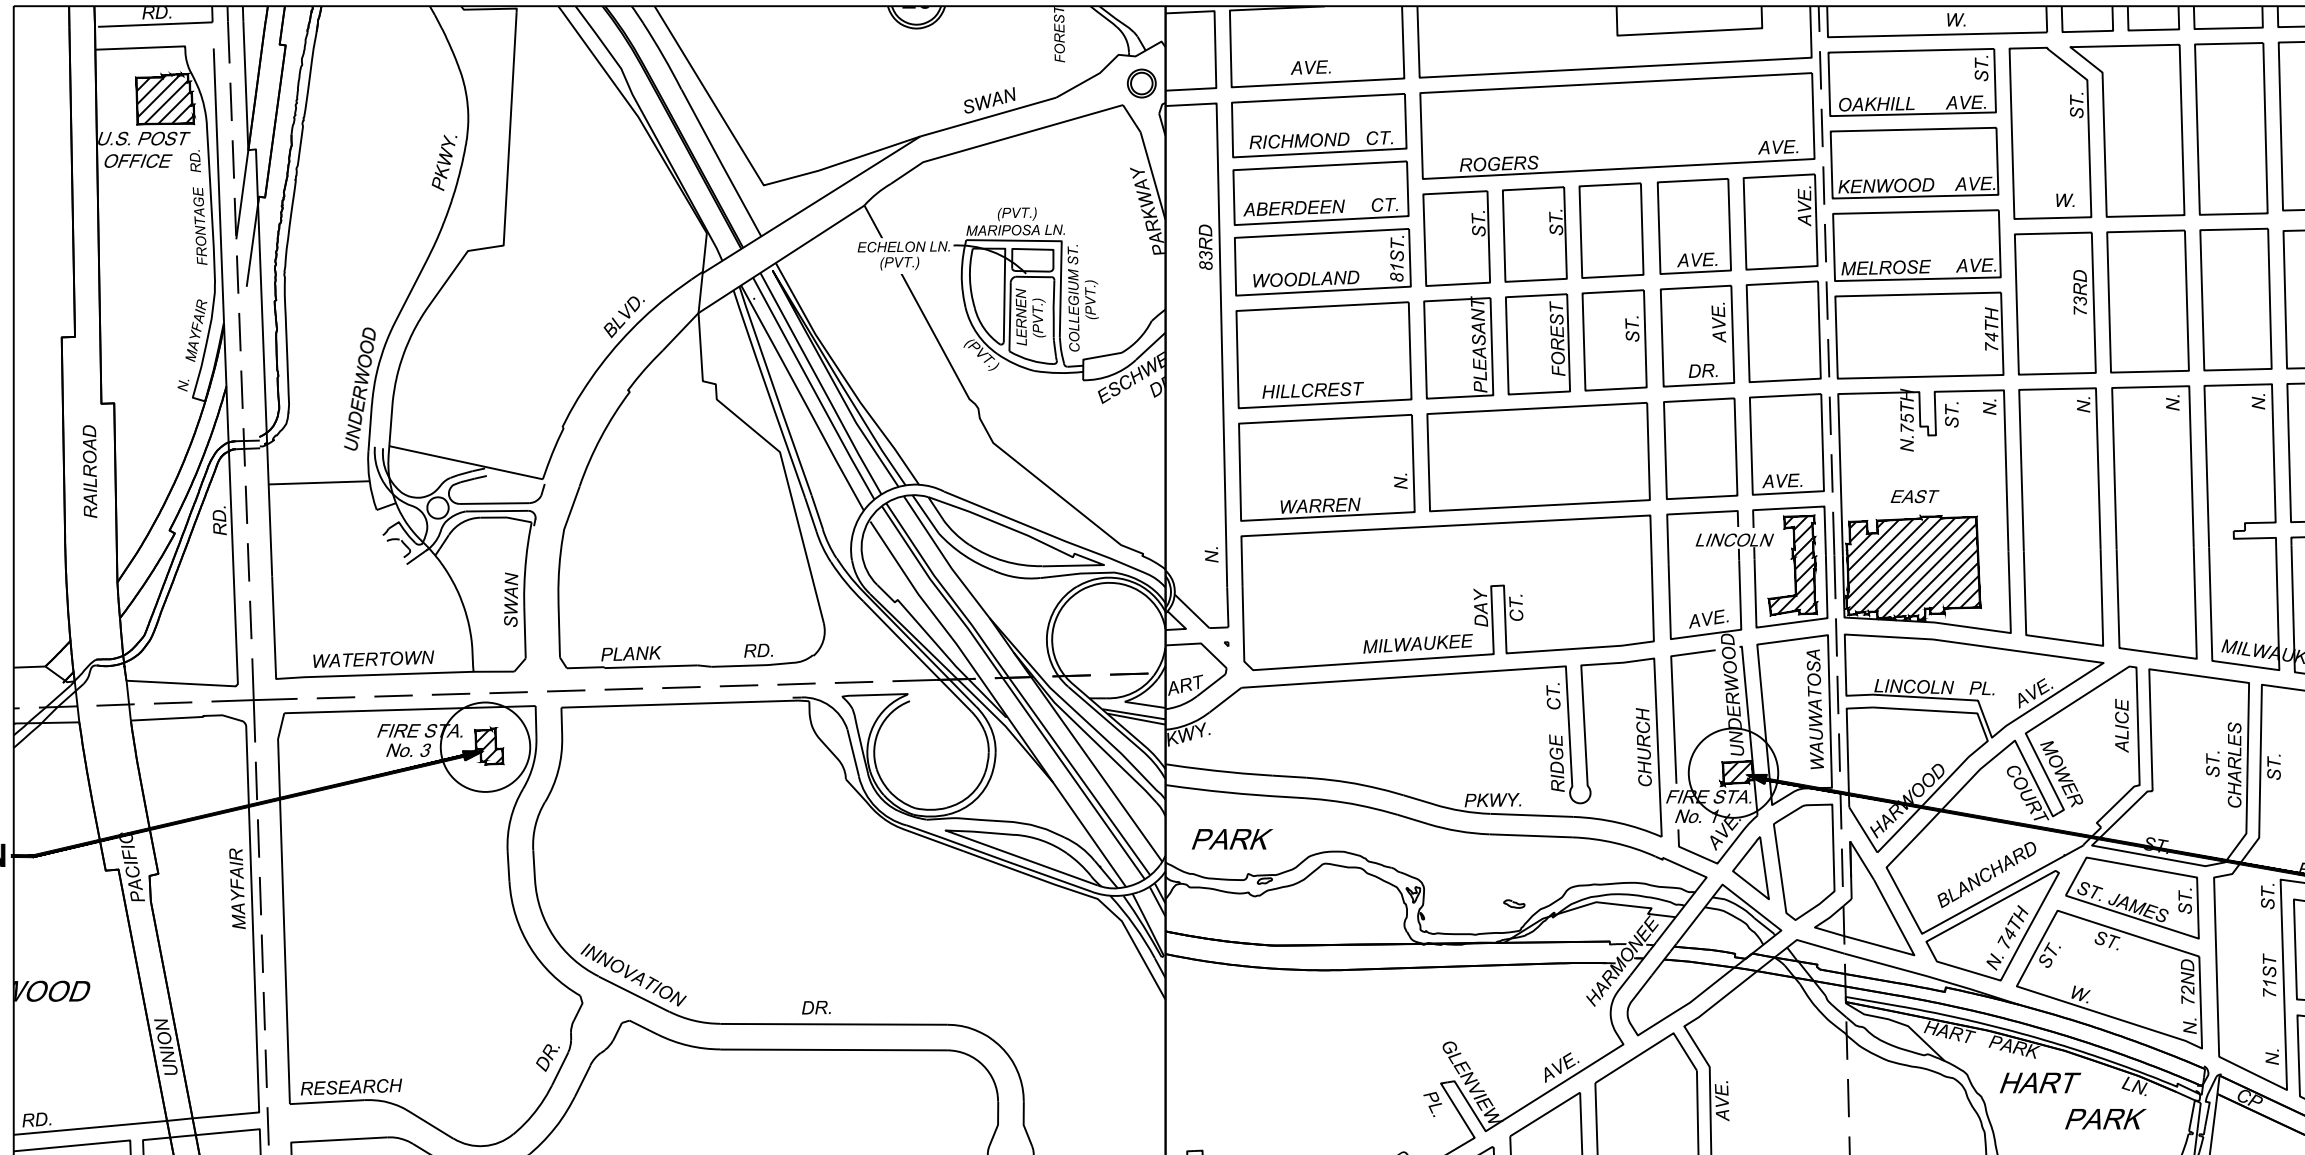 RD.
U.S. POST
OFFICE
N. MAYFAIR FRONTAGE RD.
PKWY.
UNDERWOOD
RAILROAD
RD.
SWAN
BLVD.
SWAN
FOREST
PARKWAY
(PVT.)
MARIPOSA LN.
ECHELON LN.
(PVT.)
LERNEN
(PVT.)
COLLEGIUM ST.
(PVT.)
(PVT.)
WATERTOWN
PLANK
RD.
FIRE STA.
No. 3
MAYFAIR
PACIFIC
UNION
INNOVATION
DR.
DR.
RESEARCH
RD.
AVE.
W.
RICHMOND CT.
ROGERS
AVE.
ABERDEEN CT.
83RD
WOODLAND
81ST.
ST.
ST.
AVE.
AVE.
HILLCREST
PLEASANT
FOREST
ST.
AVE.
DR.
WARREN
N.
AVE.
N.
OAKHILL AVE.
ST.
ST.
KENWOOD AVE.
W.
MELROSE AVE.
74TH
73RD
N.75TH
ST.
N.
N.
N.
N.
EAST
LINCOLN
DAY
CT.
MILWAUKEE
AVE.
UNDERWOOD
WAUWATOSA
LINCOLN PL.
AVE.
ALICE
ST.
CHARLES
ST.
RIDGE CT.
CHURCH
PKWY.
PARK
FIRE STA.
No. 1
AVE.
HARWOOD
MOWER
COURT
ST.
BLANCHARD
ST. JAMES
ST.
ST.
N. 74TH
ST.
ST.
W.
N. 72ND
N. 71ST
HARMONEE
GLENVIEW
PL.
AVE.
AVE.
HART PARK
LN.
HART
PARK
CP